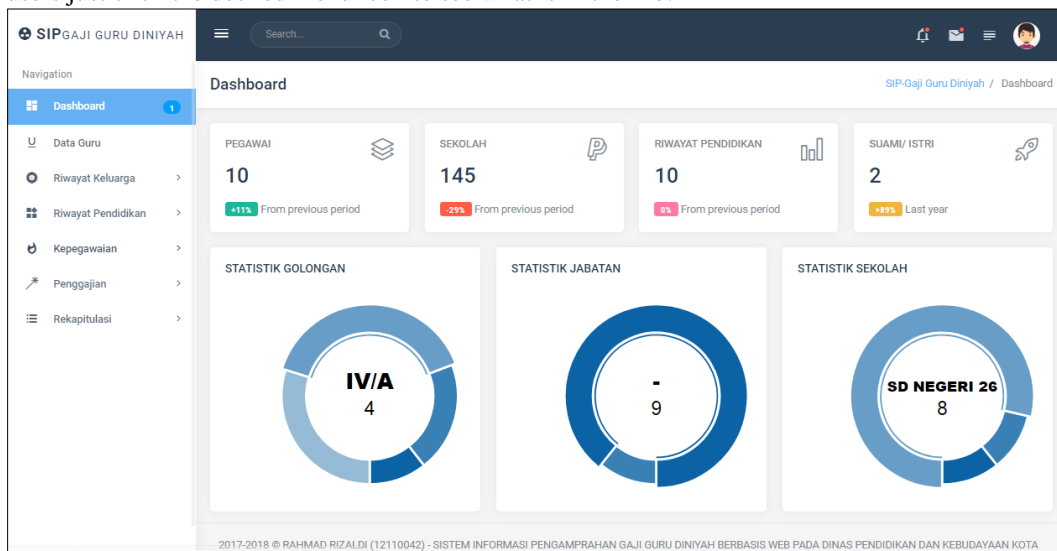 SIPGAJI GURU DINIYAH
Search...
Navigation
Dashboard 1
Data Guru
Riwayat Keluarga
Riwayat Pendidikan
Kepegawaian
Penggajian
Rekapitulasi
Dashboard
SIP-Gaji Guru Diniyah / Dashboard
PEGAWAI
10
+11% From previous period
SEKOLAH
145
-29% From previous period
RIWAYAT PENDIDIKAN
10
0% From previous period
SUAMI/ ISTRI
2
+89% Last year
STATISTIK GOLONGAN
IV/A
4
STATISTIK JABATAN
-
9
STATISTIK SEKOLAH
SD NEGERI 26
8
2017-2018 © RAHMAD RIZALDI (12110042) - SISTEM INFORMASI PENGAMPRAHAN GAJI GURU DINIYAH BERBASIS WEB PADA DINAS PENDIDIKAN DAN KEBUDAYAAN KOTA